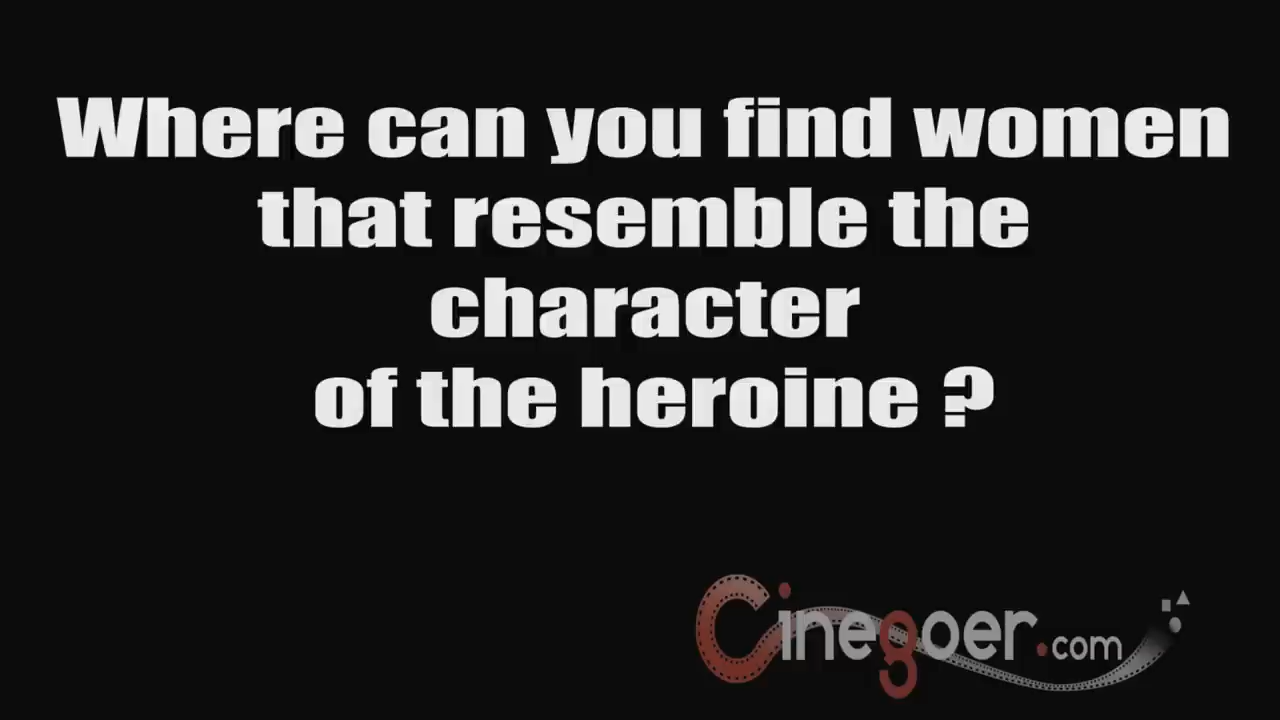 Where can you find women
that resemble the
character
of the heroine ?
Cinegoer.com